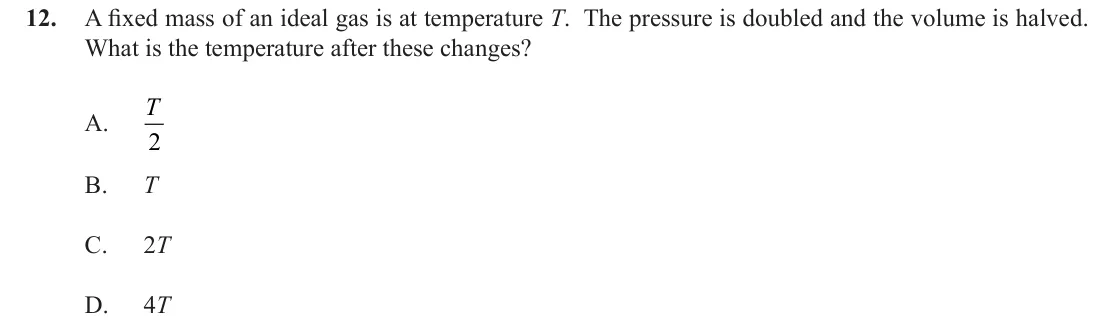 12. A fixed mass of an ideal gas is at temperature T. The pressure is doubled and the volume is halved.
What is the temperature after these changes?
A. T/2
B. T
C. 2T
D. 4T